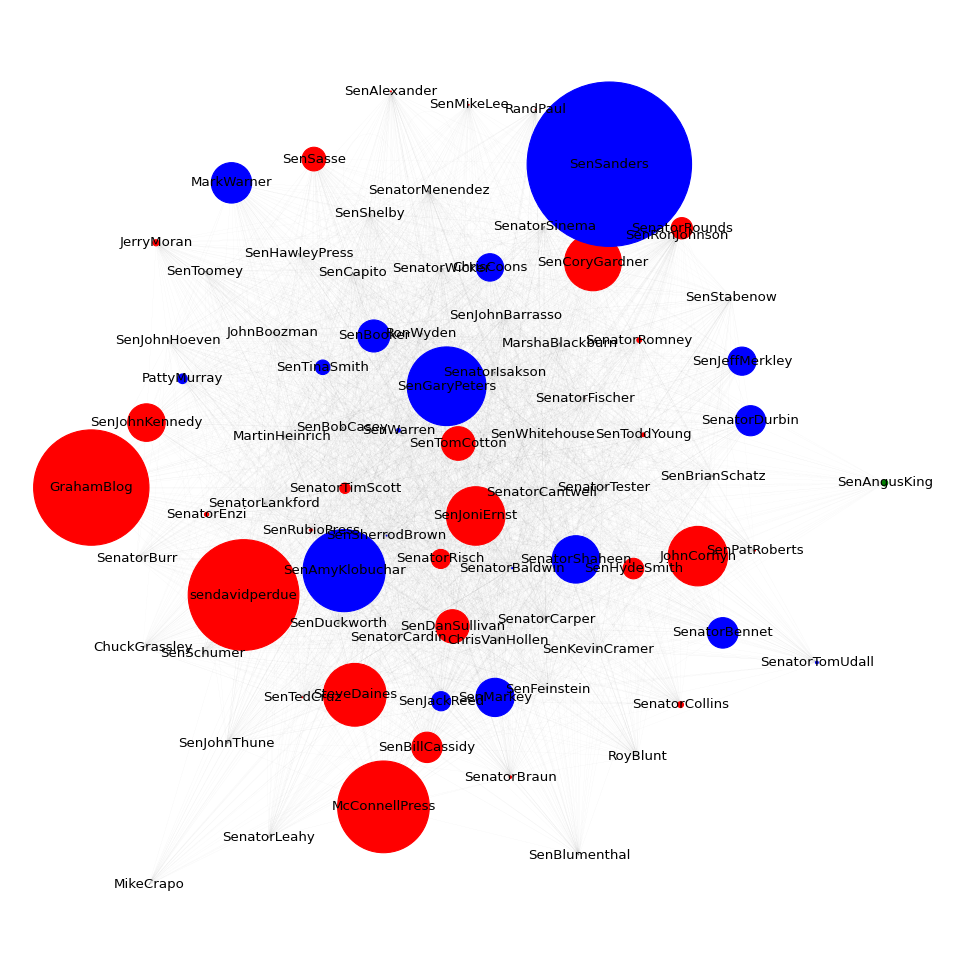 SenAlexander
SenMikeLee
RandPaul
SenSasse
SenSanders
MarkWarner
SenatorMenendez
SenShelby
SenatorSinema
SenatorRounds
SenRonJohnson
JerryMoran
SenHawleyPress
SenCoryGardner
SenatorWicker
ChrisCoons
SenToomey
SenCapito
SenStabenow
SenJohnBarrasso
JohnBoozman
RonWyden
SenBooker
SenJohnHoeven
MarshaBlackburn
SenatorRomney
SenJeffMerkley
SenTinaSmith
SenatorIsakson
PattyMurray
SenGaryPeters
SenatorFischer
SenatorDurbin
SenJohnKennedy
SenBobCasey
SenWarren
MartinHeinrich
SenWhitehouse
SenToddYoung
SenTomCotton
SenBrianSchatz
SenAngusKing
GrahamBlog
SenatorTimScott
SenatorTester
SenatorCantwell
SenatorLankford
SenatorEnzi
SenJoniErnst
SenRubioPress
SenSherrodBrown
SenPatRoberts
JohnCornyn
SenatorBurr
SenatorRisch
SenatorShaheen
SenatorBaldwin
SenHydeSmith
SenAmyKlobuchar
sendavidperdue
SenatorCarper
SenDuckworth
SenDanSullivan
SenatorBennet
SenatorCardin
ChrisVanHollen
ChuckGrassley
SenSchumer
SenKevinCramer
SenatorTomUdall
SenFeinstein
SteveDaines
SenTedCruz
SenMarkey
SenJackReed
SenatorCollins
SenJohnThune
SenBillCassidy
RoyBlunt
SenatorBraun
McConnellPress
SenatorLeahy
SenBlumenthal
MikeCrapo